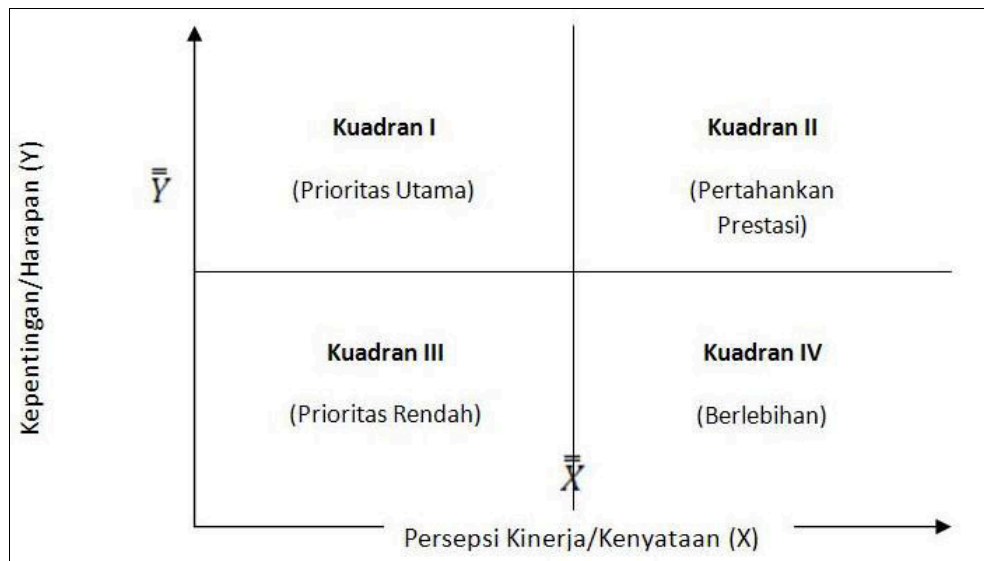 Kepentingan/Harapan (Y)
Kuadran I
(Prioritas Utama)
Kuadran II
(Pertahankan
Prestasi)
Y̿
Kuadran III
(Prioritas Rendah)
Kuadran IV
(Berlebihan)
X̿
Persepsi Kinerja/Kenyataan (X)